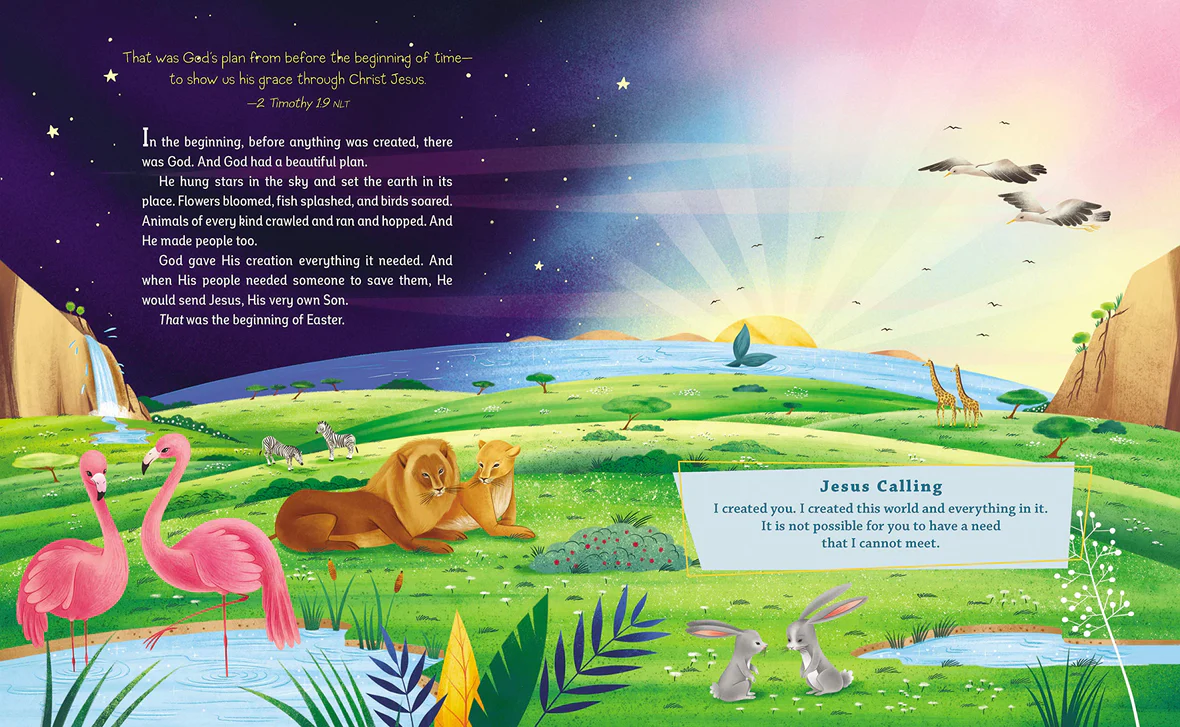 That was God's plan from before the beginning of time—
to show us his grace through Christ Jesus.
—2 Timothy 1:9 NLT
In the beginning, before anything was created, there
was God. And God had a beautiful plan.
He hung stars in the sky and set the earth in its
place. Flowers bloomed, fish splashed, and birds soared.
Animals of every kind crawled and ran and hopped. And
He made people too.
God gave His creation everything it needed. And
when His people needed someone to save them, He
would send Jesus, His very own Son.
That was the beginning of Easter.
Jesus Calling
I created you. I created this world and everything in it.
It is not possible for you to have a need
that I cannot meet.